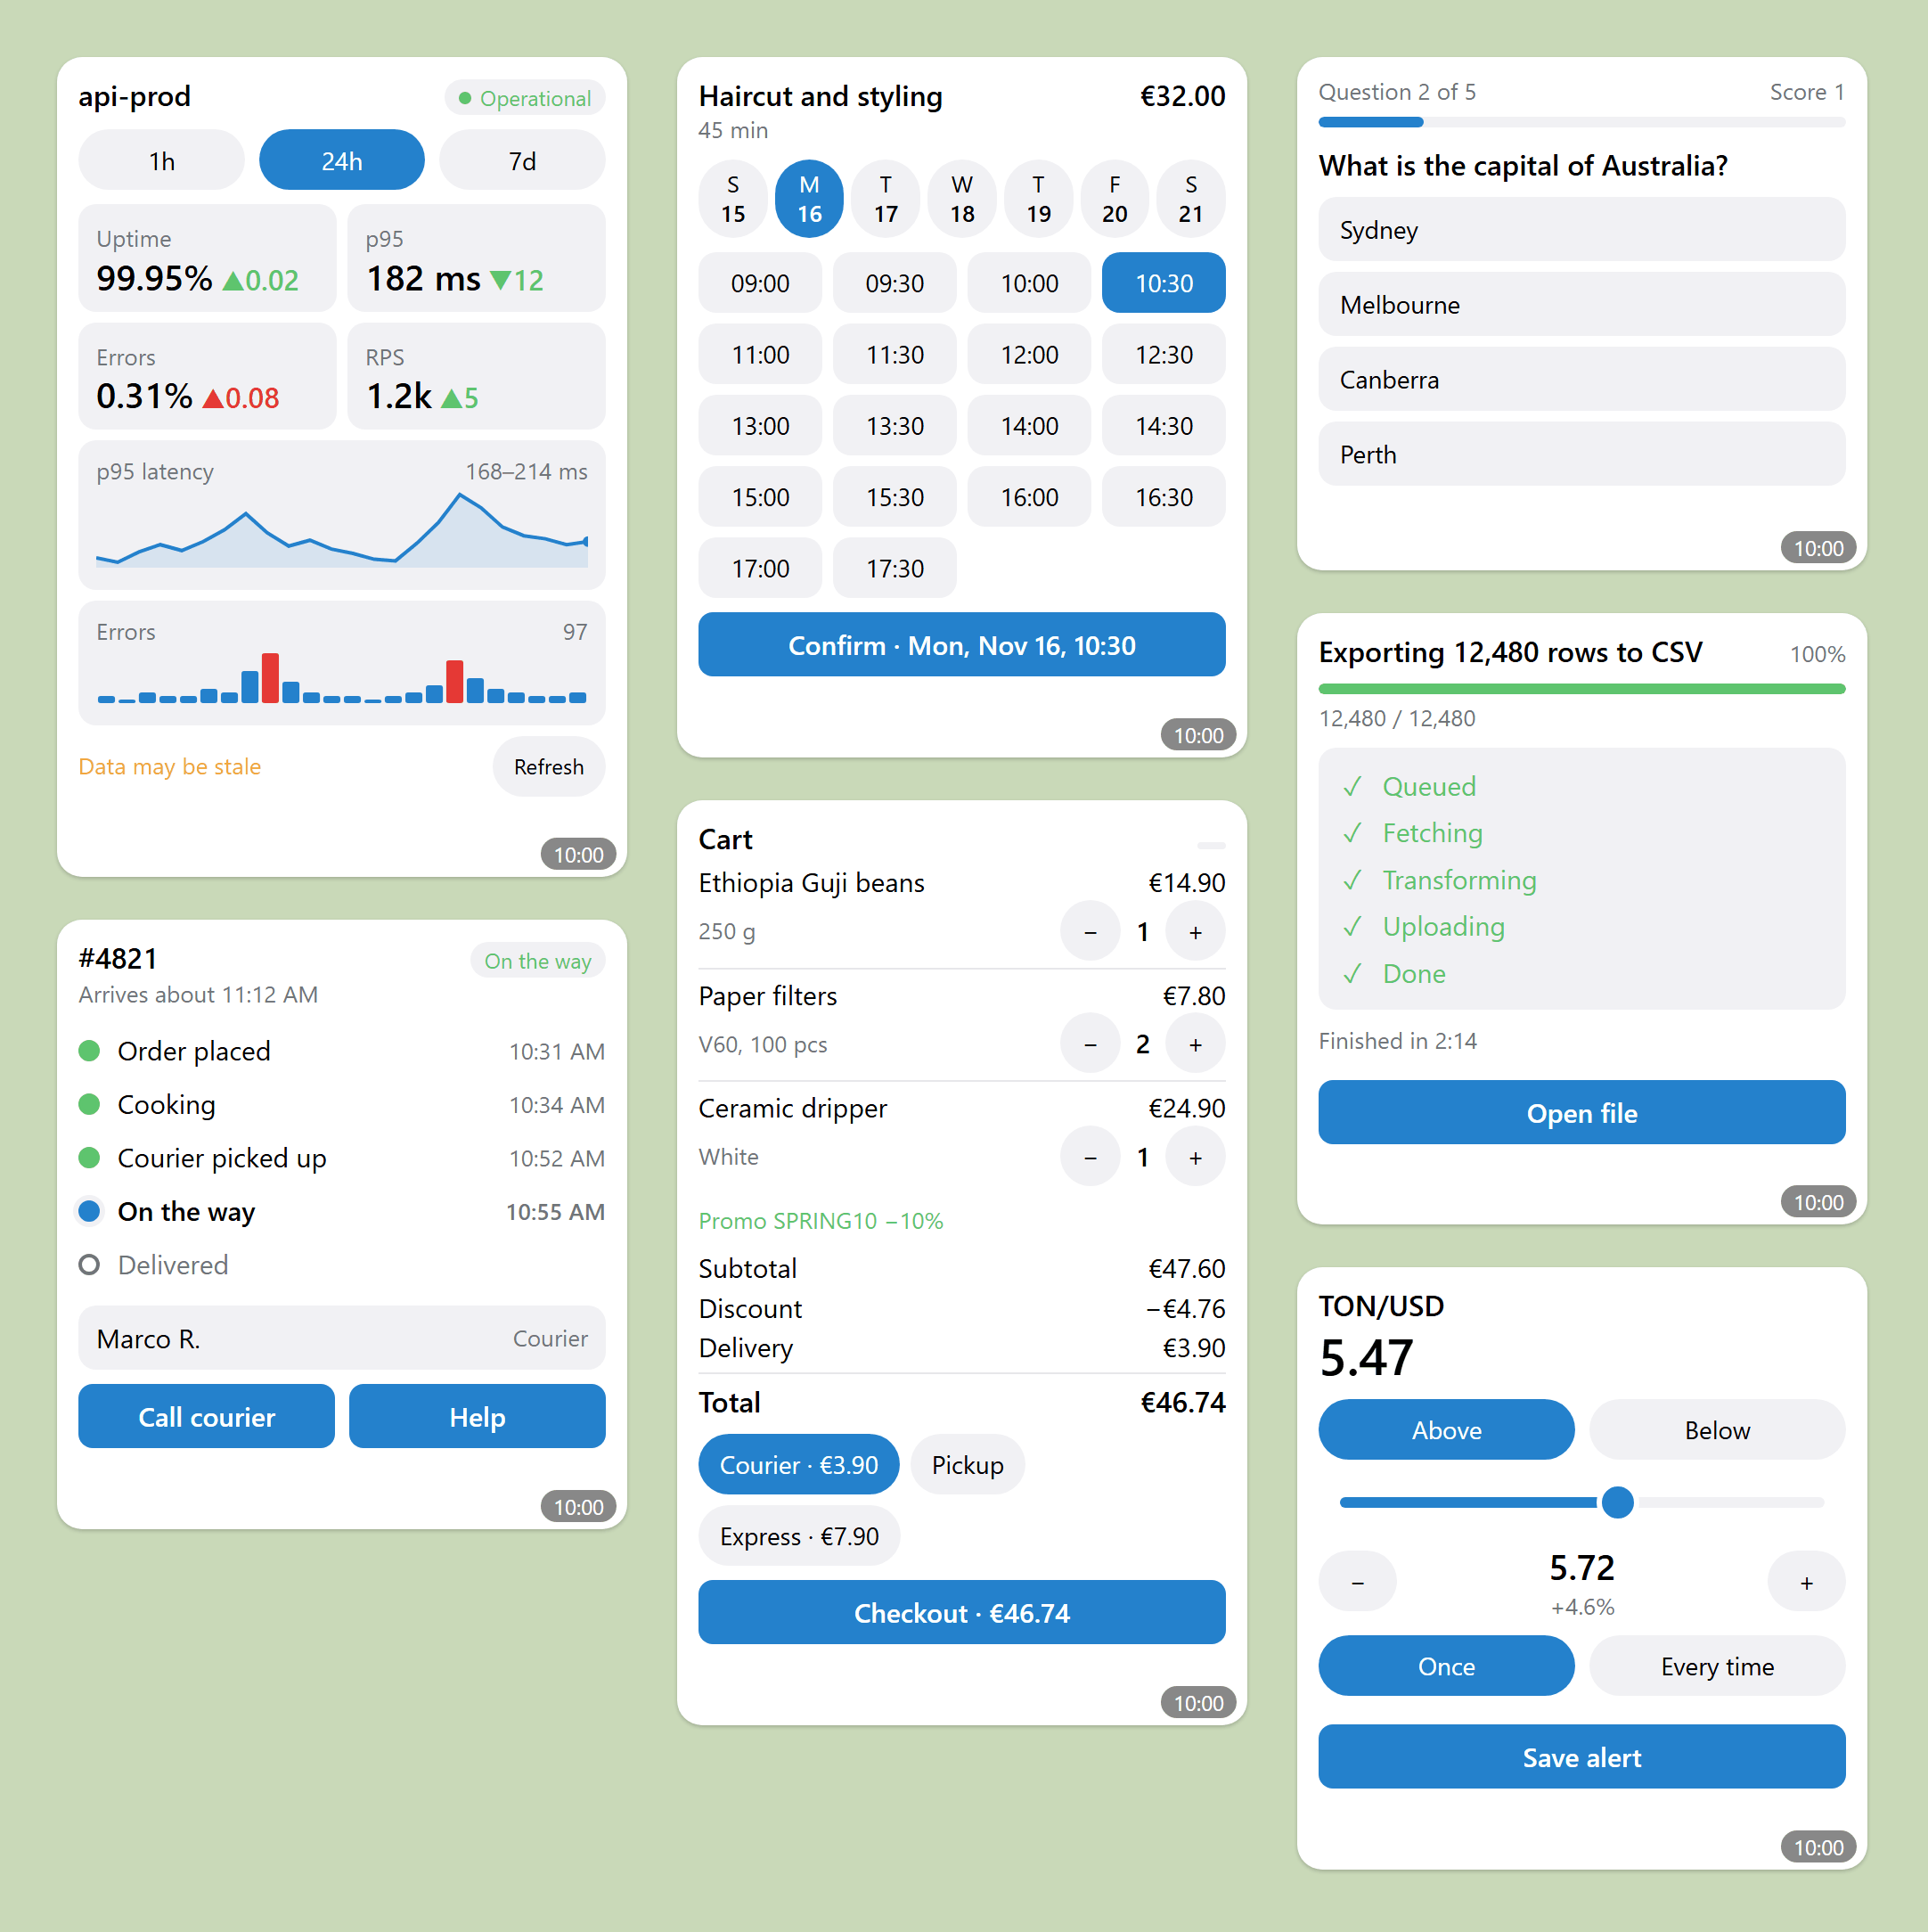 api-prod
Operational
1h 24h 7d
Uptime
99.95% ▲0.02
p95
182 ms ▼12
Errors
0.31% ▲0.08
RPS
1.2k ▲5
p95 latency 168–214 ms
Errors 97
Data may be stale Refresh
10:00
#4821 On the way
Arrives about 11:12 AM
Order placed 10:31 AM
Cooking 10:34 AM
Courier picked up 10:52 AM
On the way 10:55 AM
Delivered
Marco R. Courier
Call courier Help
10:00
Haircut and styling €32.00
45 min
S M T W T F S
15 16 17 18 19 20 21
09:00 09:30 10:00 10:30
11:00 11:30 12:00 12:30
13:00 13:30 14:00 14:30
15:00 15:30 16:00 16:30
17:00 17:30
Confirm · Mon, Nov 16, 10:30
10:00
Cart
Ethiopia Guji beans €14.90
250 g − 1 +
Paper filters €7.80
V60, 100 pcs − 2 +
Ceramic dripper €24.90
White − 1 +
Promo SPRING10 −10%
Subtotal €47.60
Discount −€4.76
Delivery €3.90
Total €46.74
Courier · €3.90 Pickup
Express · €7.90
Checkout · €46.74
10:00
Question 2 of 5 Score 1
What is the capital of Australia?
Sydney
Melbourne
Canberra
Perth
10:00
Exporting 12,480 rows to CSV 100%
12,480 / 12,480
✓ Queued
✓ Fetching
✓ Transforming
✓ Uploading
✓ Done
Finished in 2:14
Open file
10:00
TON/USD
5.47
Above Below
− 5.72 +
+4.6%
Once Every time
Save alert
10:00